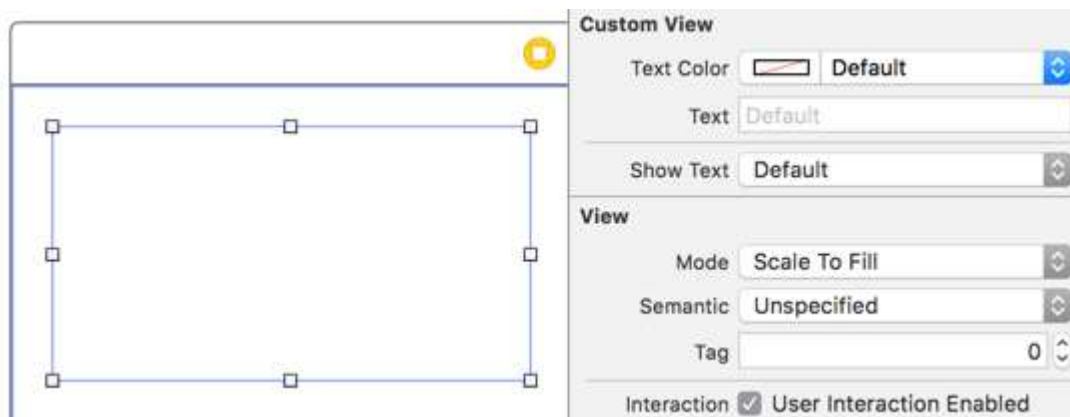 Custom View
Text Color Default
Text Default
Show Text Default
View
Mode Scale To Fill
Semantic Unspecified
Tag 0
Interaction User Interaction Enabled